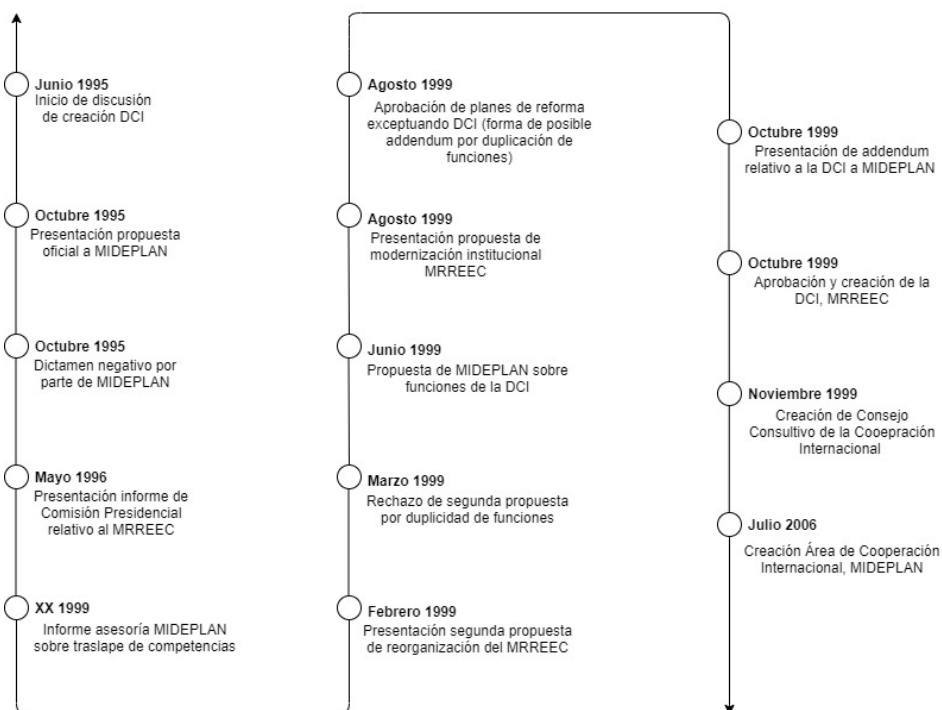 Junio 1995
Inicio de discusión
de creación DCI
Octubre 1995
Presentación propuesta
oficial a MIDEPLAN
Octubre 1995
Dictamen negativo por
parte de MIDEPLAN
Mayo 1996
Presentación informe de
Comisión Presidencial
relativo al MRREEC
XX 1999
Informe asesoría MIDEPLAN
sobre traslape de competencias
Agosto 1999
Aprobación de planes de reforma
exceptuando DCI (forma de posible
addendum por duplicación de
funciones)
Agosto 1999
Presentación propuesta de
modernización institucional
MRREEC
Junio 1999
Propuesta de MIDEPLAN sobre
funciones de la DCI
Marzo 1999
Rechazo de segunda propuesta
por duplicidad de funciones
Febrero 1999
Presentación segunda propuesta
de reorganización del MRREEC
Octubre 1999
Presentación de addendum
relativo a la DCI a MIDEPLAN
Octubre 1999
Aprobación y creación de la
DCI, MRREEC
Noviembre 1999
Creación de Consejo
Consultivo de la Cooepración
Internacional
Julio 2006
Creación Área de Cooperación
Internacional, MIDEPLAN